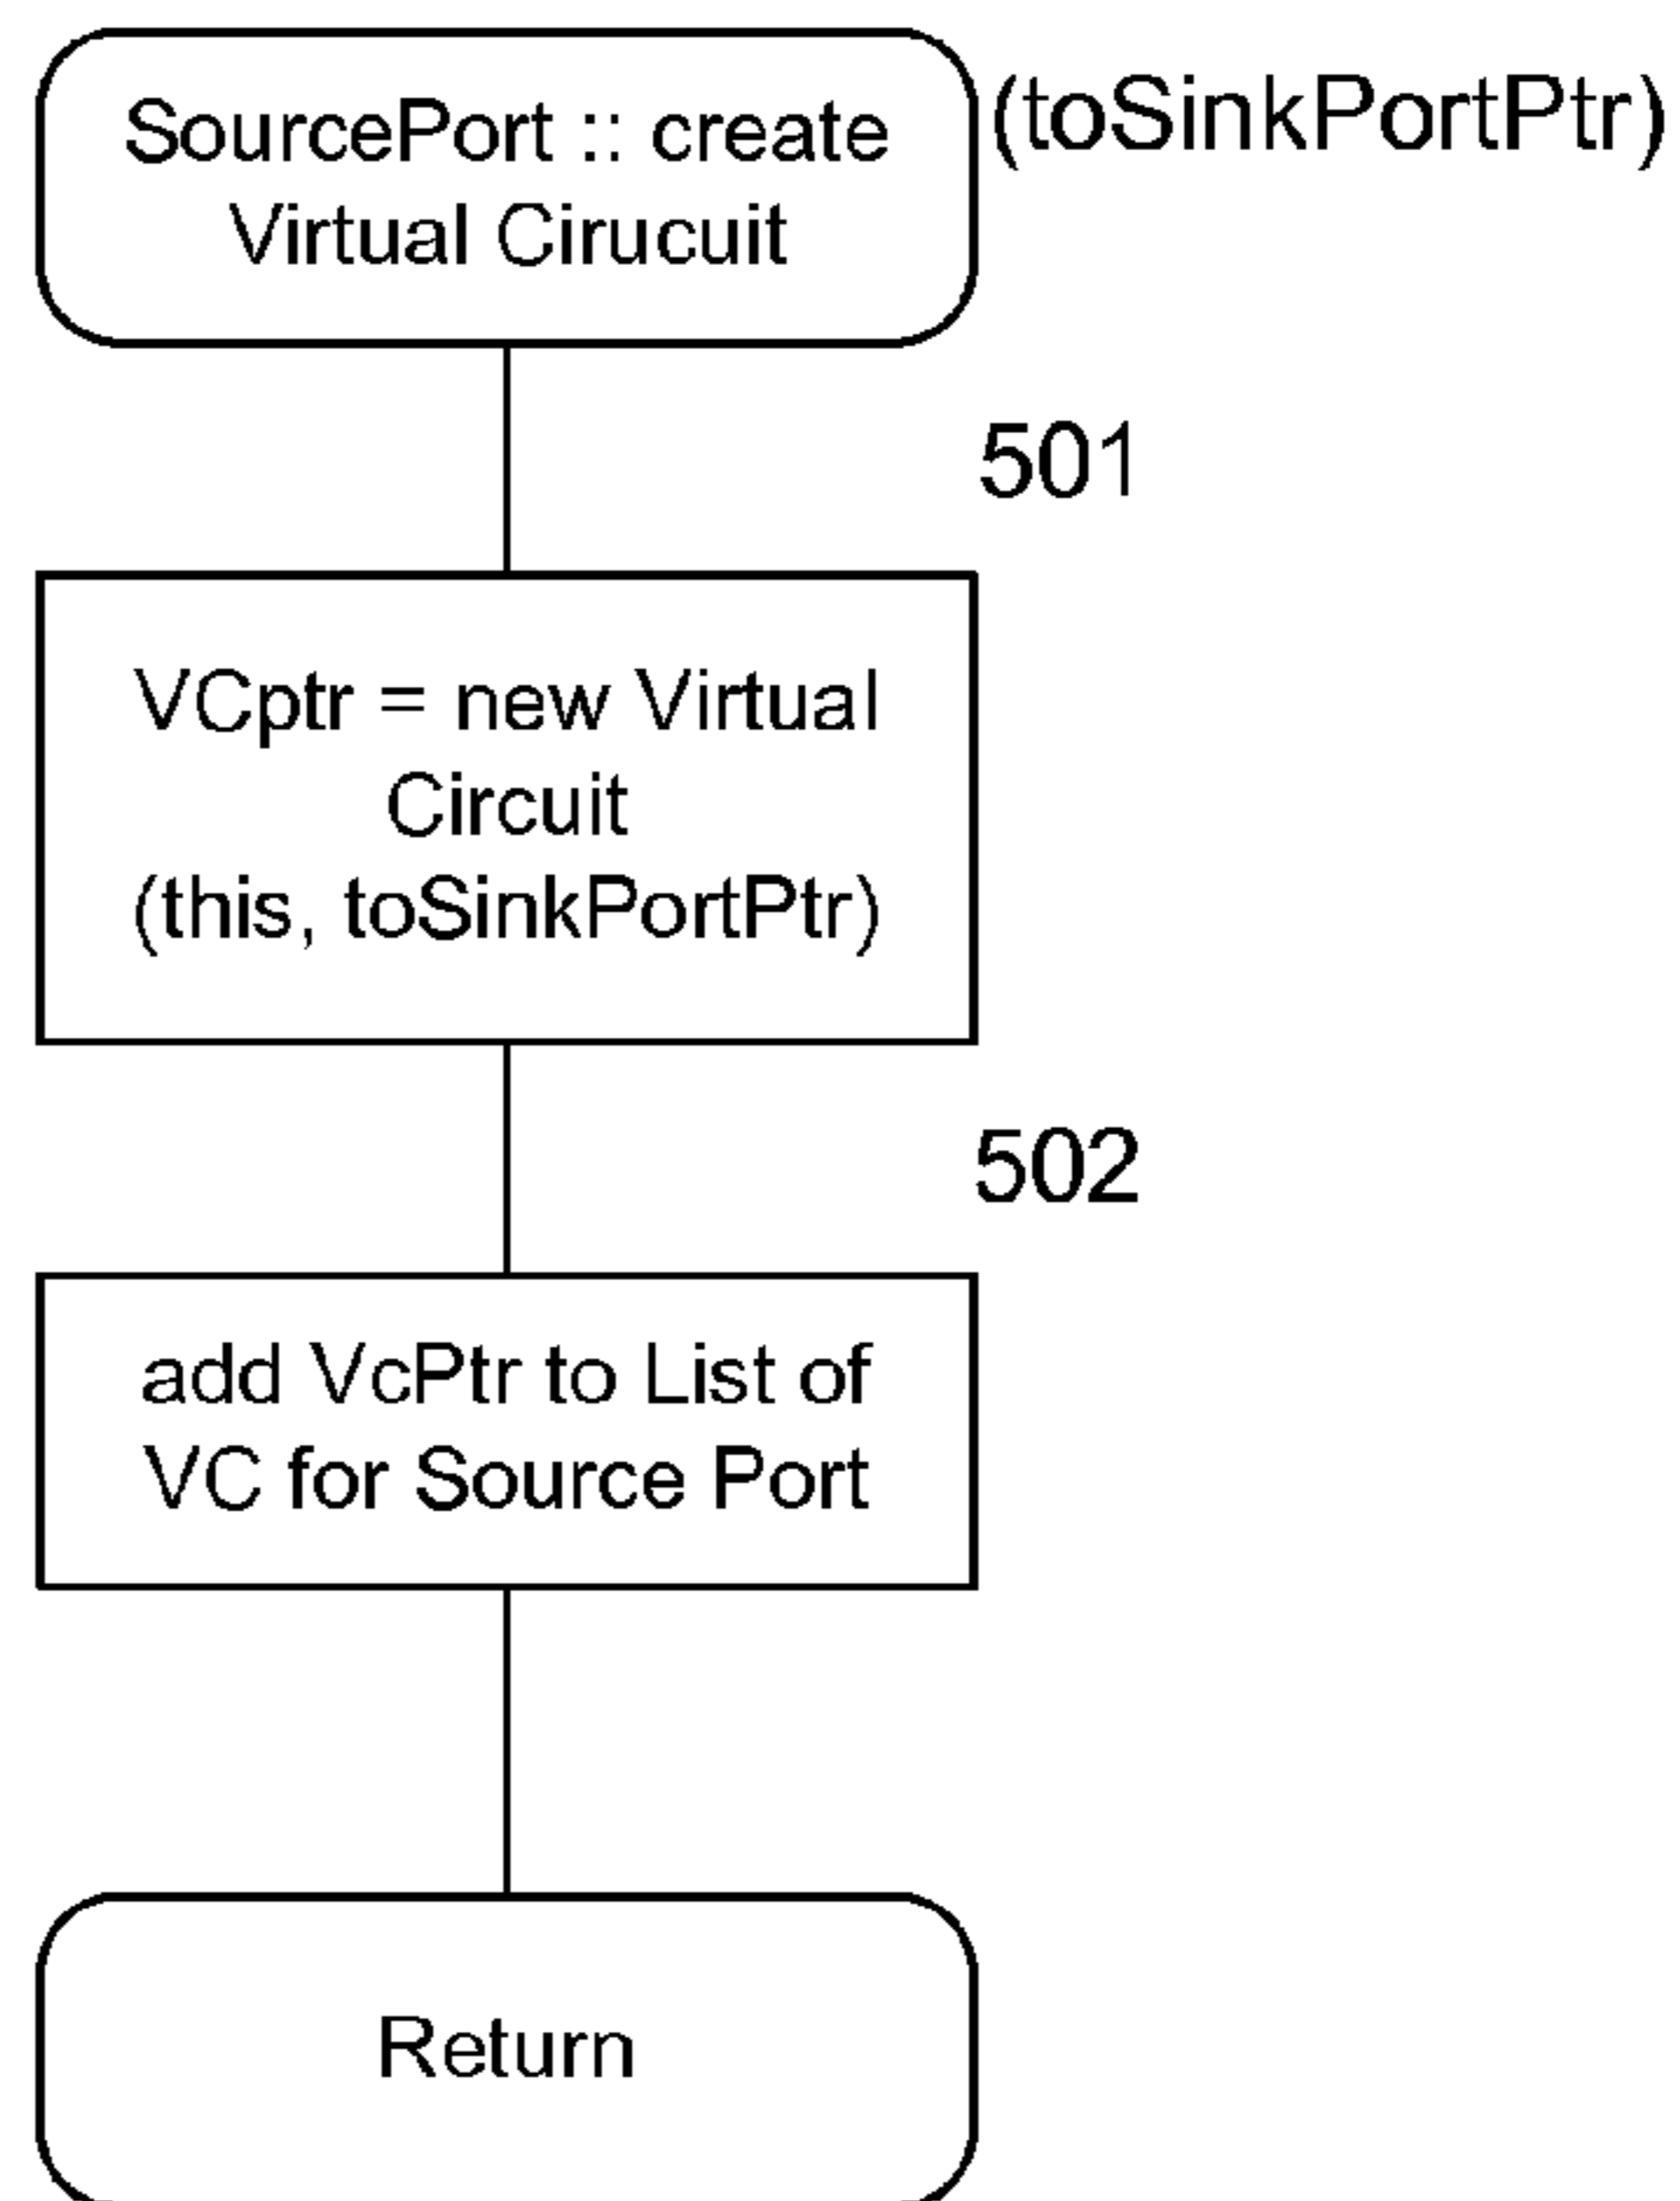 SourcePort :: create
Virtual Cirucuit
(toSinkPortPtr)
501
VCptr = new Virtual
Circuit
(this, toSinkPortPtr)
502
add VcPtr to List of
VC for Source Port
Return